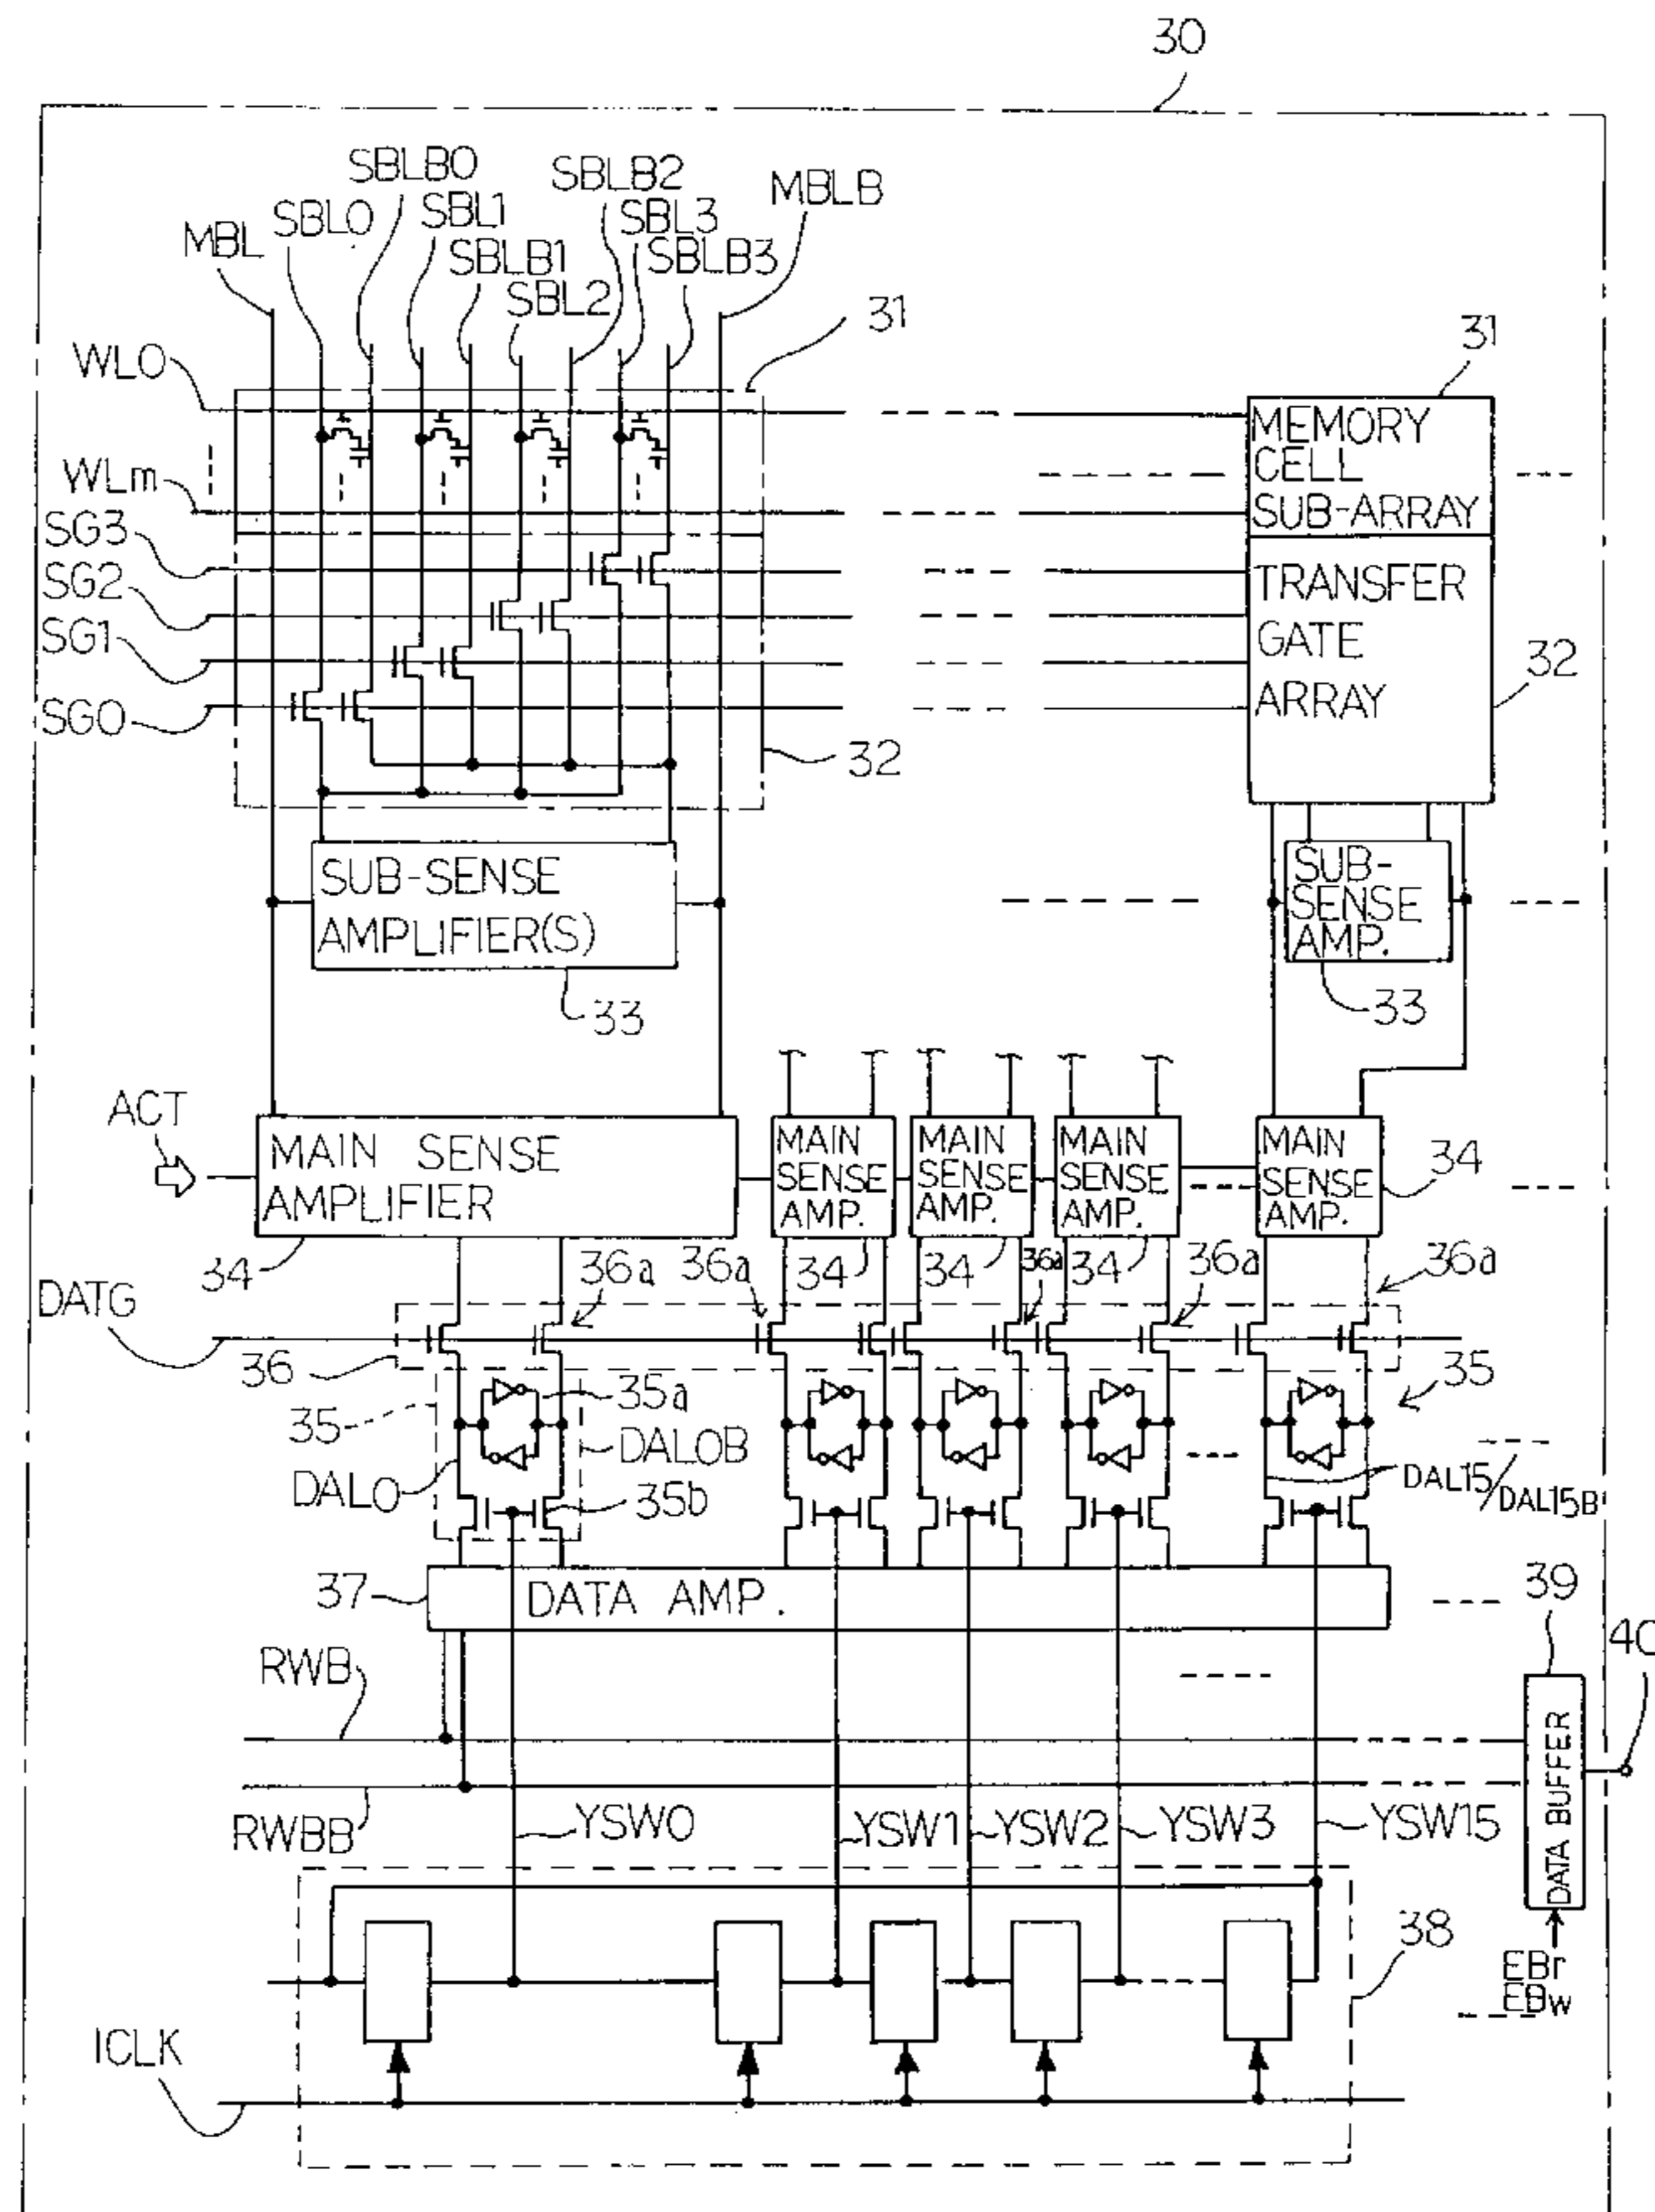 30
SBLB0
SBLB2
MBLB
SBL0
SBL1
SBL3
MBL
SBLB1
SBLB3
SBL2
31
31
WL0
MEMORY
CELL
SUB-ARRAY
WLm
SG3
SG2
SG1
SG0
TRANSFER
GATE
ARRAY
32
32
SUB-SENSE
AMPLIFIER(S)
33
SUB-
SENSE
AMP.
33
ACT
MAIN SENSE
AMPLIFIER
MAIN
SENSE
AMP.
MAIN
SENSE
AMP.
MAIN
SENSE
AMP.
MAIN
SENSE
AMP.
34
34
34
34
34
36a
36a
36a
36a
36a
DATG
36
35
35a
35
DAL0B
DAL0
35b
DAL15/DAL15B
37
DATA AMP.
39
40
RWB
DATA BUFFER
RWBB
YSW0
YSW1
YSW2
YSW3
YSW15
38
EBr
EBw
ICLK